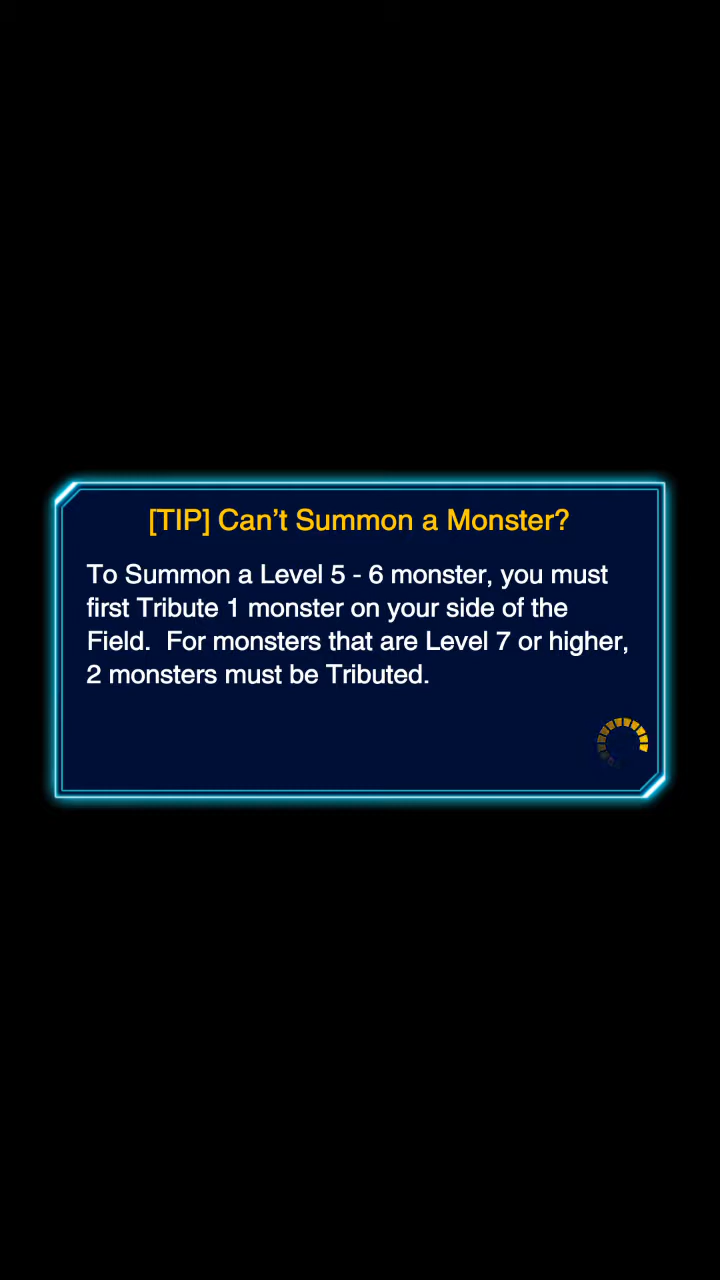 [TIP] Can’t Summon a Monster?
To Summon a Level 5 - 6 monster, you must
first Tribute 1 monster on your side of the
Field.  For monsters that are Level 7 or higher,
2 monsters must be Tributed.